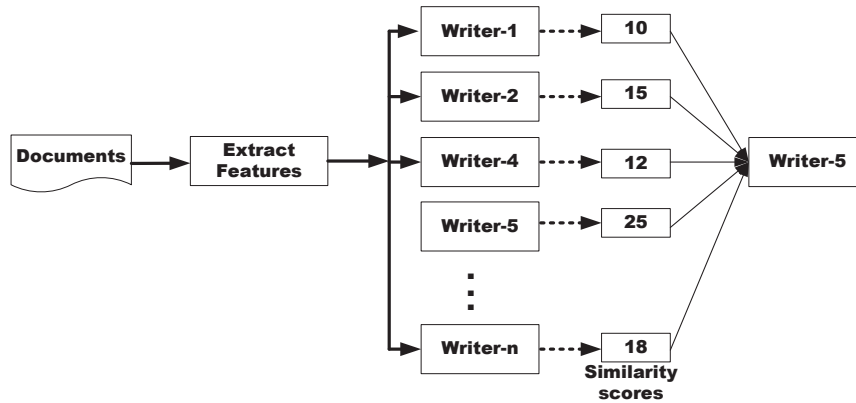 Documents
Extract
Features
Writer-1
10
Writer-2
15
Writer-4
12
Writer-5
25
Writer-n
18
Similarity
scores
Writer-5